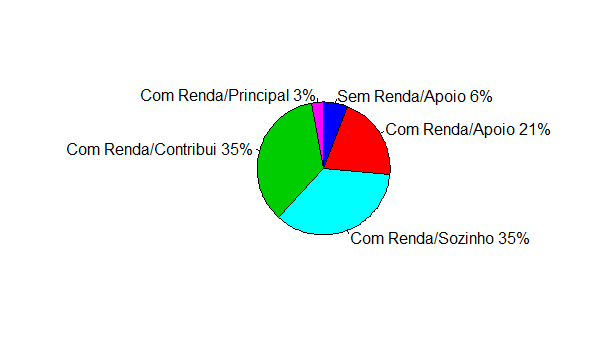 Com Renda/Principal 3%
Sem Renda/Apoio 6%
Com Renda/Apoio 21%
Com Renda/Contribui 35%
Com Renda/Sozinho 35%